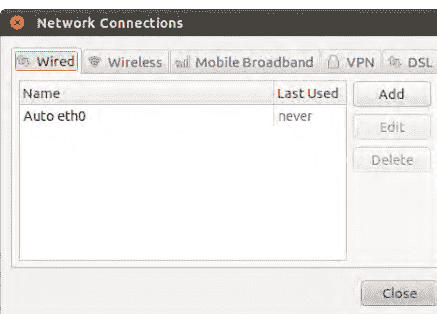 Network Connections
Wired Wireless Mobile Broadband VPN DSL
Name Last Used Add
Auto eth0 never
Edit
Delete
Close